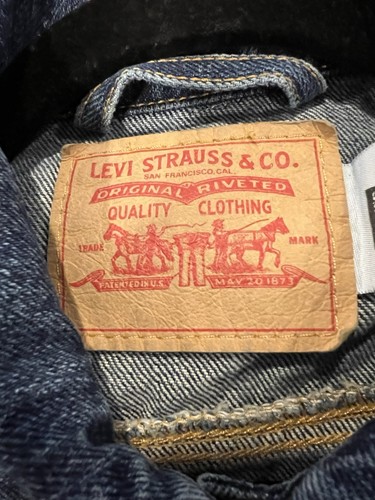 LEVI STRAUSS & CO.
SAN FRANCISCO, CAL.
ORIGINAL RIVETED
QUALITY CLOTHING
TRADE MARK
PATENTED IN U.S. MAY 20 1873